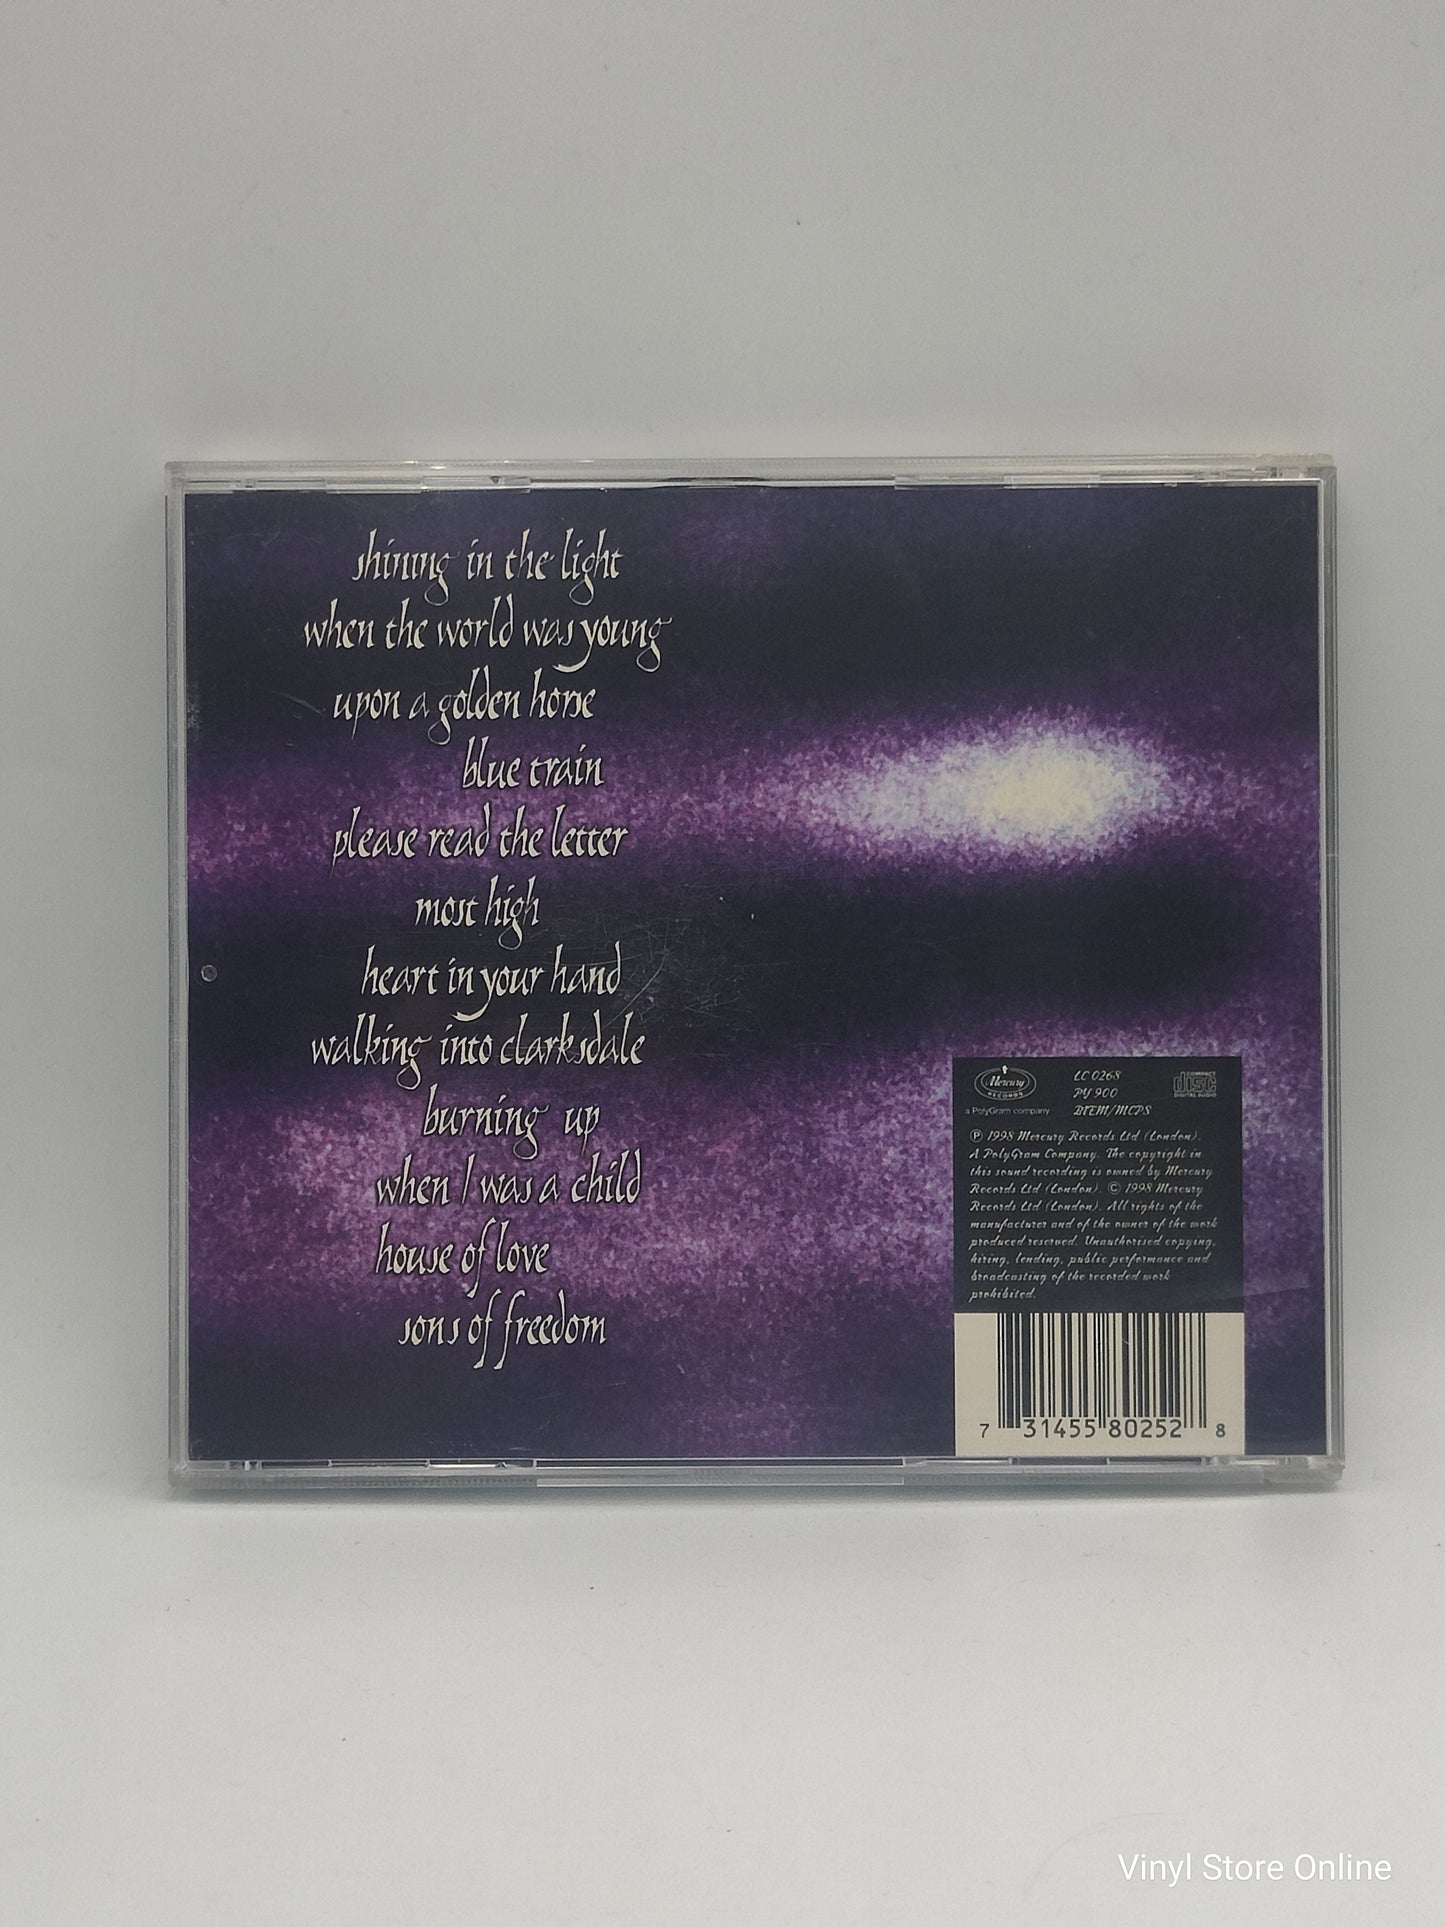 shining in the light
when the world was young
upon a golden horse
blue train
please read the letter
most high
heart in your hand
walking into clarksdale
burning up
when I was a child
house of love
sons of freedom
Mercury
RECORDS
a PolyGram company
LC 0268
PY 900
BIEM/MCPS
COMPACT
disc
DIGITAL AUDIO
Ⓟ 1998 Mercury Records Ltd (London).
A PolyGram Company. The copyright in
this sound recording is owned by Mercury
Records Ltd (London). © 1998 Mercury
Records Ltd (London). All rights of the
manufacturer and of the owner of the work
produced reserved. Unauthorised copying,
hiring, lending, public performance and
broadcasting of the recorded work
prohibited.
7 31455 80252 8
Vinyl Store Online